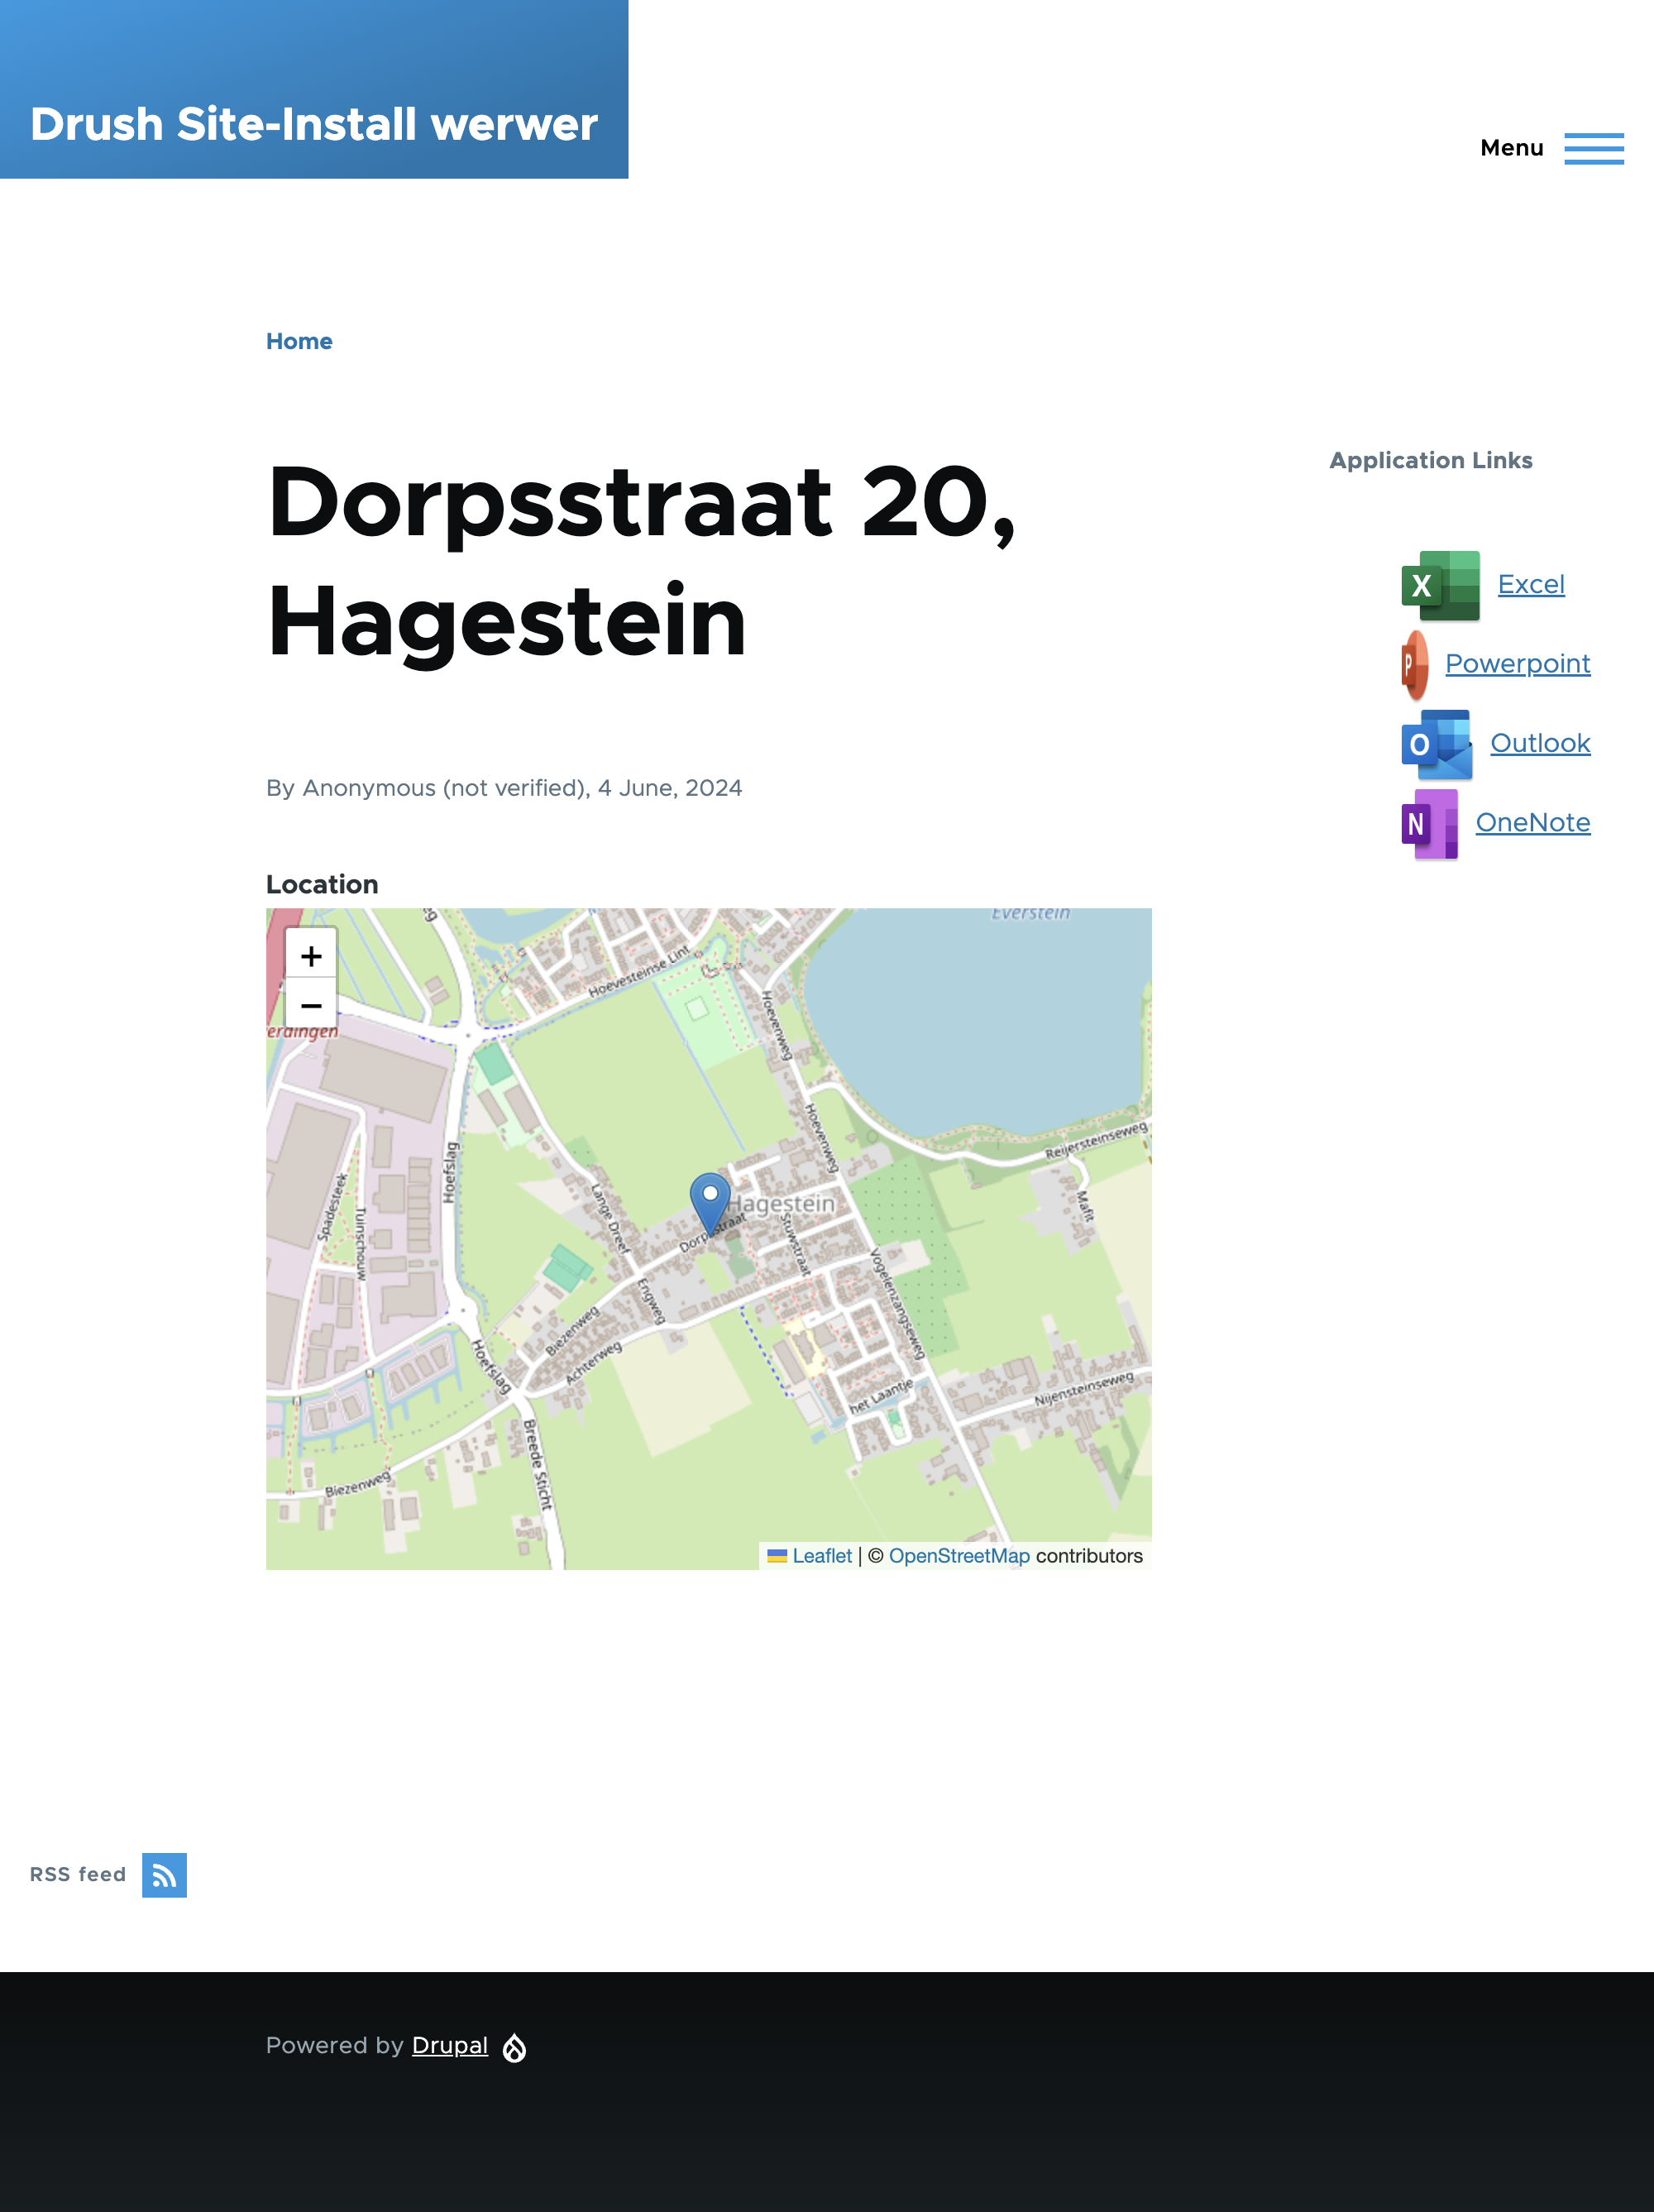 Drush Site-Install werwer
Menu
Home
Dorpsstraat 20,
Hagestein
Application Links
X
Excel
P
Powerpoint
O
Outlook
N
OneNote
By Anonymous (not verified), 4 June, 2024
Location
Everstein
+
−
Hoevesteinse Lint
Hoevenweg
Hoevenweg
Reijersteinseweg
Mafit
Hoefslag
Spadesteek
Tuinschouw
Lange Dreef
Hagestein
Stuwstraat
Vogelenzangseweg
Engweg
Biezenweg
Achterweg
Hoefslag
het Laantje
Nijensteinseweg
Breede Sticht
Biezenweg
Leaflet | © OpenStreetMap contributors
RSS feed
Powered by Drupal